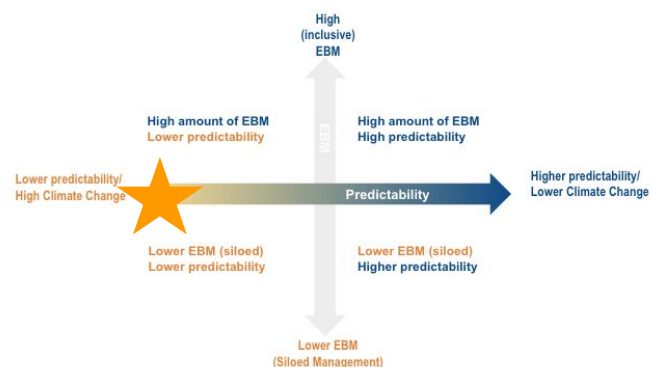 High
(inclusive)
EBM
High amount of EBM
Lower predictability
EBM
High amount of EBM
High predictability
Lower predictability/
High Climate Change
Predictability
Higher predictability/
Lower Climate Change
Lower EBM (siloed)
Lower predictability
Lower EBM (siloed)
Higher predictability
Lower EBM
(Siloed Management)